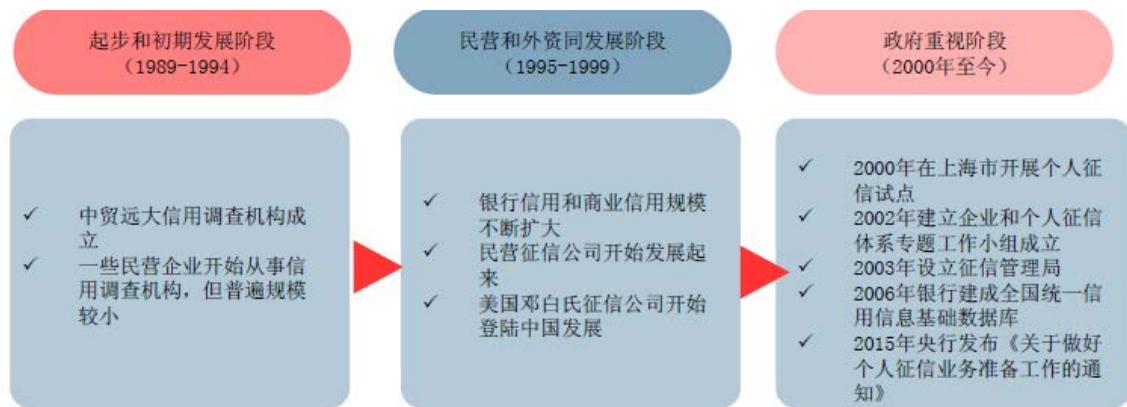 起步和初期发展阶段
（1989-1994）
中贸远大信用调查机构成
立
一些民营企业开始从事信
用调查机构，但普遍规模
较小
民营和外资同发展阶段
（1995-1999）
银行信用和商业信用规模
不断扩大
民营征信公司开始发展起
来
美国邓白氏征信公司开始
登陆中国发展
政府重视阶段
（2000年至今）
2000年在上海市开展个人征
信试点
2002年建立企业和个人征信
体系专题工作小组成立
2003年设立征信管理局
2006年银行建成全国统一信
用信息基础数据库
2015年央行发布《关于做好
个人征信业务准备工作的通
知》